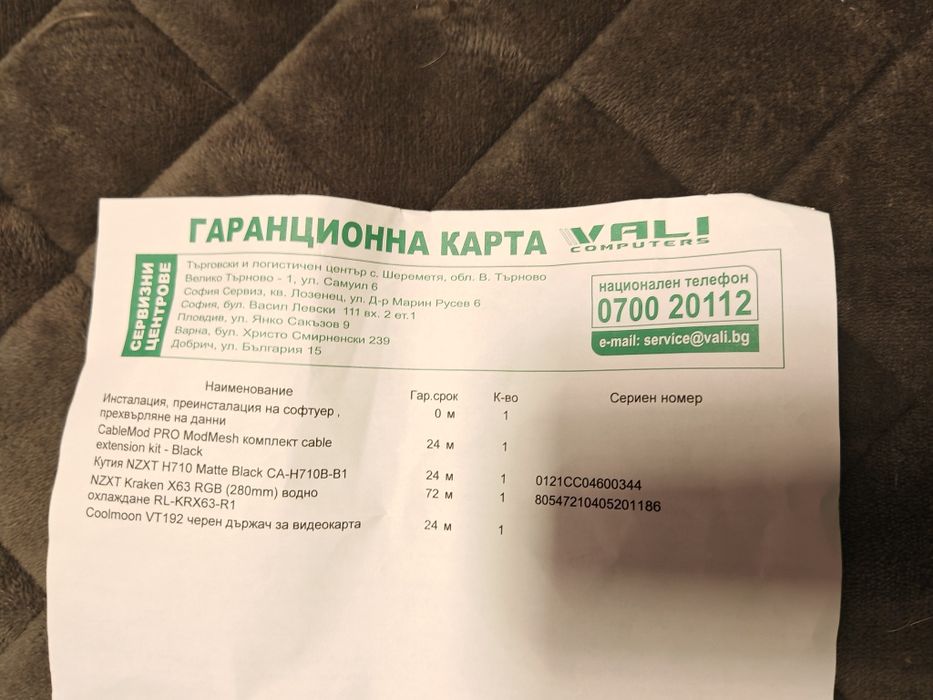 ГАРАНЦИОННА КАРТА VALI COMPUTERS
СЕРВИЗНИ ЦЕНТРОВЕ
Търговски и логистичен център с. Шереметя, обл. В. Търново
Велико Търново - 1, ул. Самуил 6
София Сервиз, кв. Лозенец, ул. Д-р Марин Русев 6
София, бул. Васил Левски 111 вх. 2 ет.1
Пловдив, ул. Янко Сакъзов 9
Варна, бул. Христо Смирненски 239
Добрич, ул. България 15
национален телефон
0700 20112
e-mail: service@vali.bg
Наименование Гар.срок К-во Сериен номер
Инсталация, преинсталация на софтуер , 0 м 1
прехвърляне на данни
CableMod PRO ModMesh комплект cable 24 м 1
extension kit - Black
Кутия NZXT H710 Matte Black CA-H710B-B1 24 м 1 0121CC04600344
NZXT Kraken X63 RGB (280mm) водно 72 м 1 80547210405201186
охлаждане RL-KRX63-R1
Coolmoon VT192 черен държач за видеокарта 24 м 1